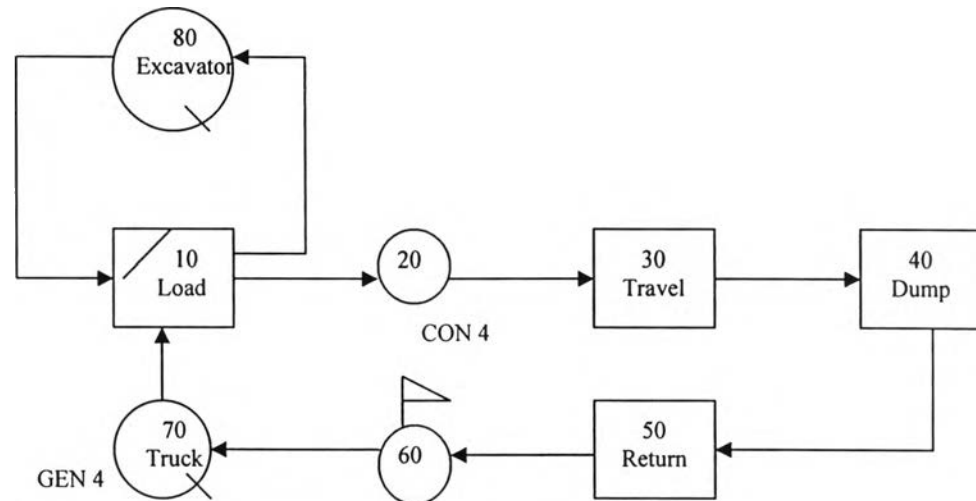 80
Excavator
10
Load
20
30
Travel
40
Dump
CON 4
70
Truck
GEN 4
60
50
Return